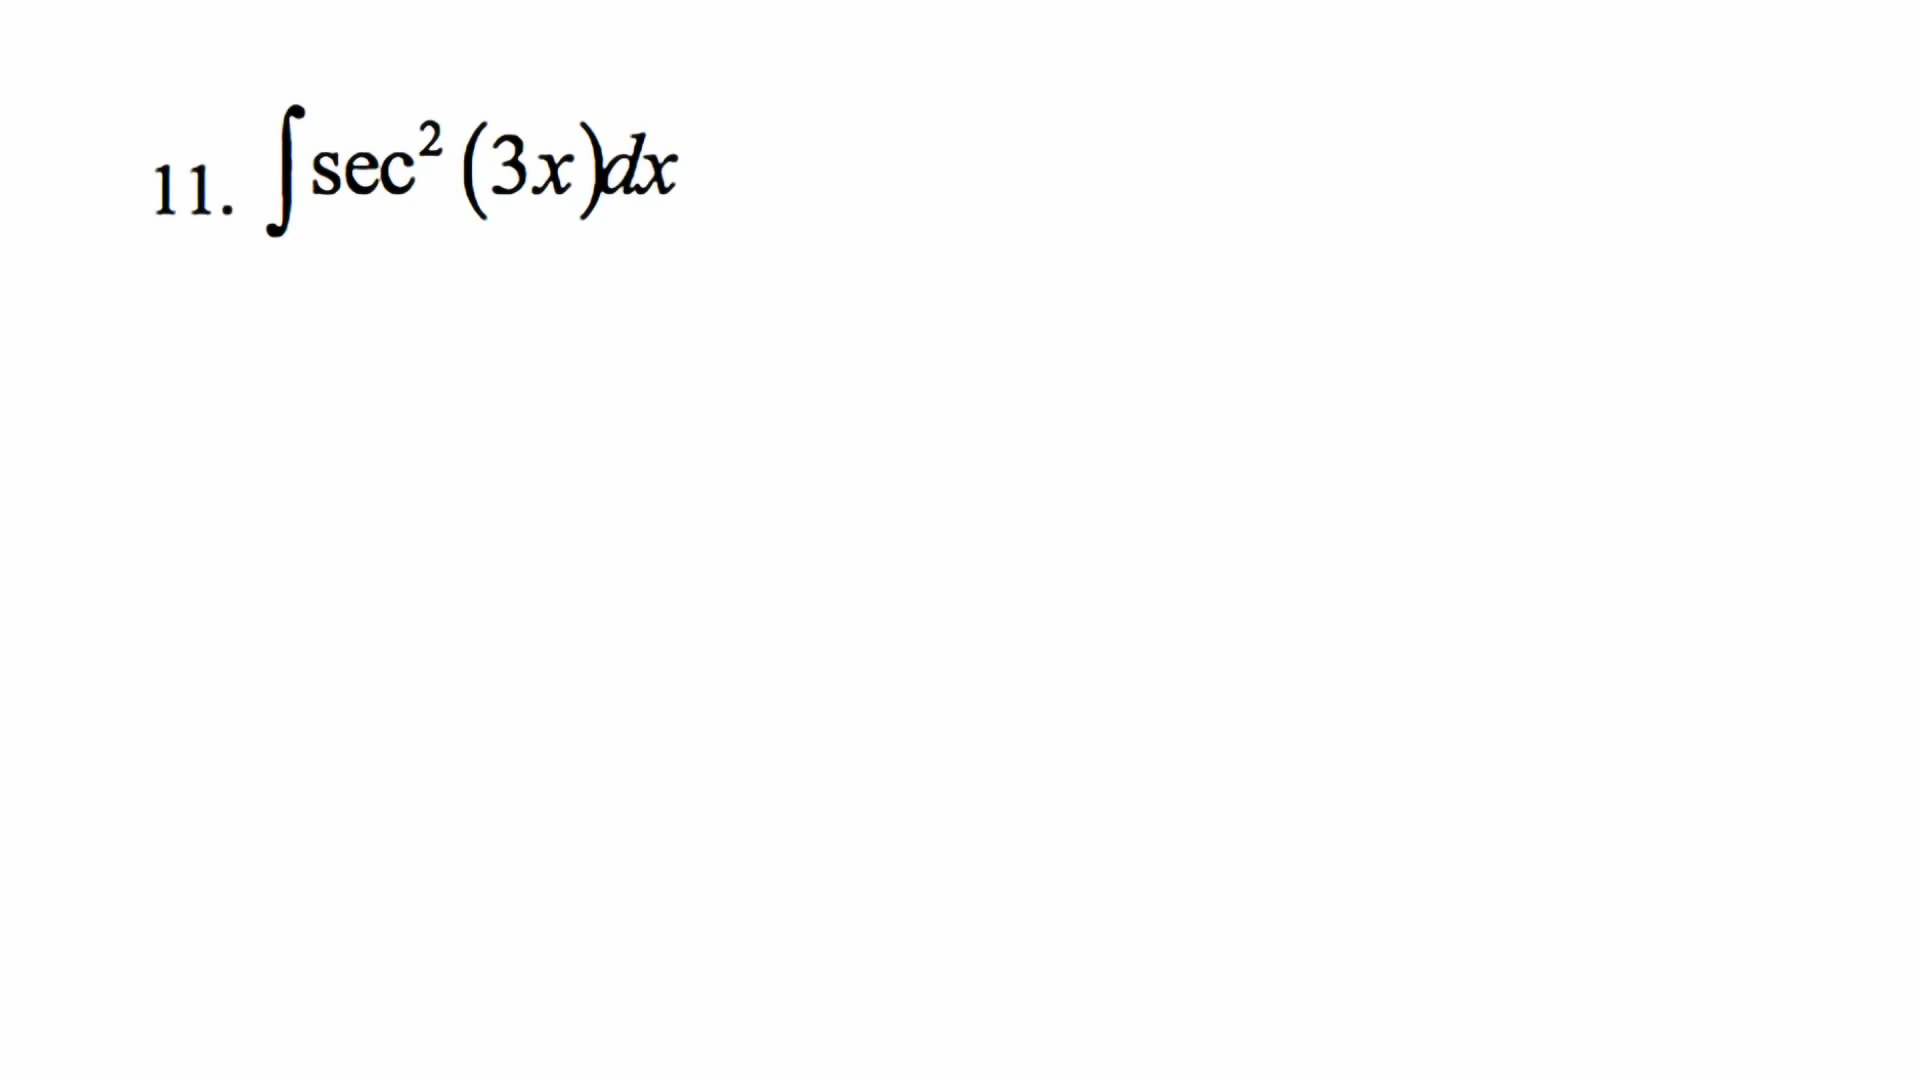 11. ∫sec² (3x)dx